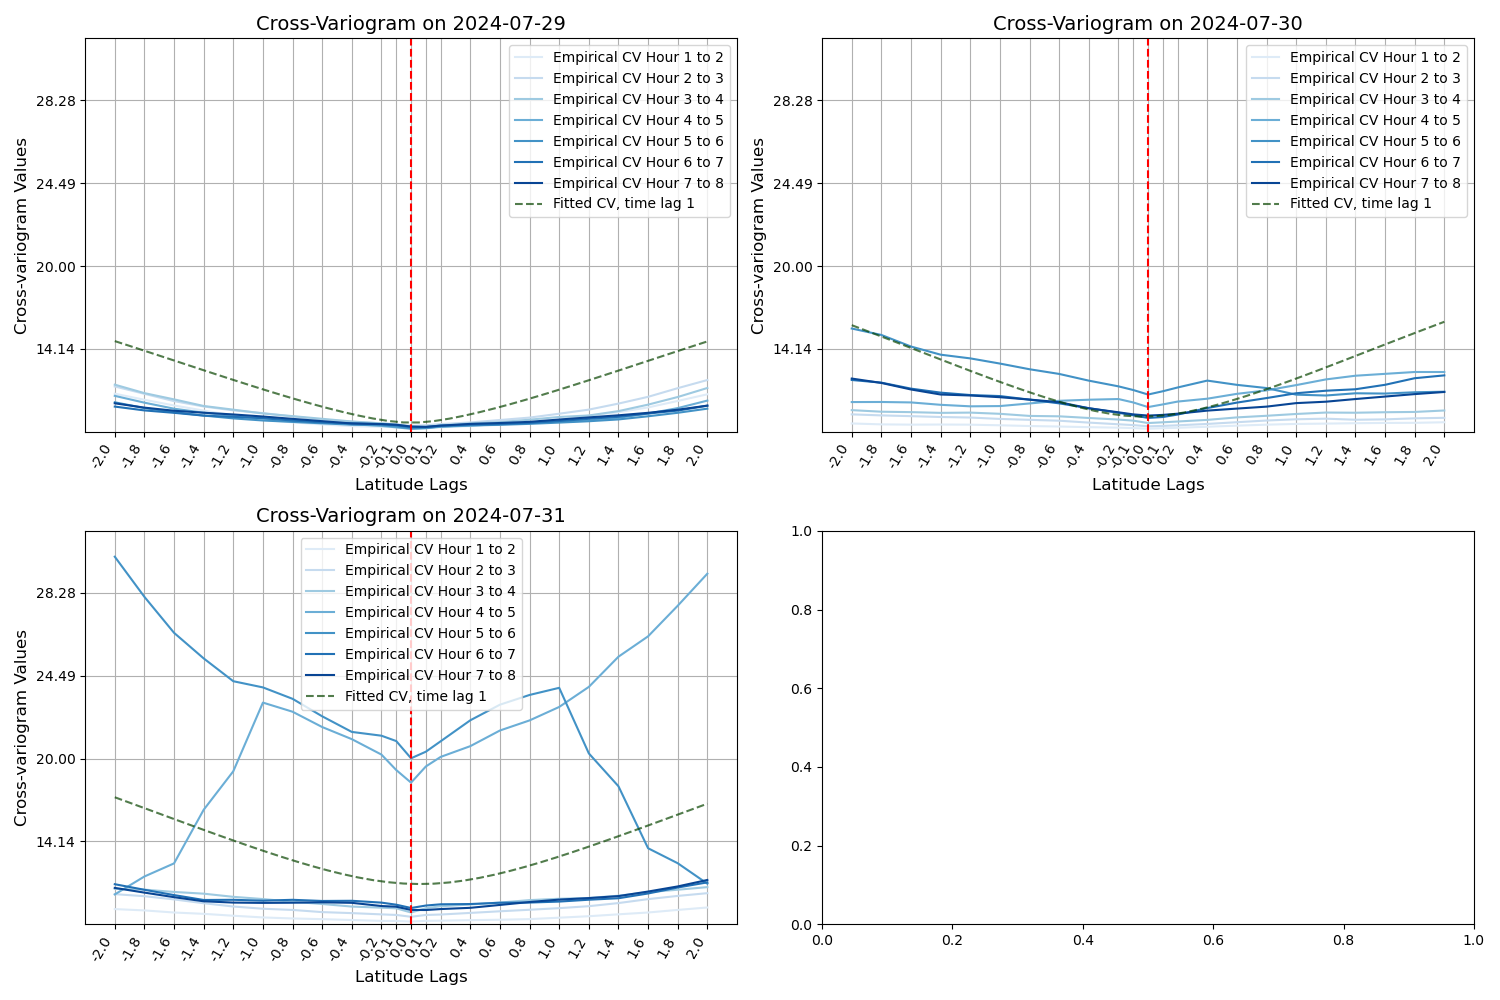 Cross-Variogram on 2024-07-29
Cross-variogram Values
28.28
24.49
20.00
14.14
Empirical CV Hour 1 to 2
Empirical CV Hour 2 to 3
Empirical CV Hour 3 to 4
Empirical CV Hour 4 to 5
Empirical CV Hour 5 to 6
Empirical CV Hour 6 to 7
Empirical CV Hour 7 to 8
Fitted CV, time lag 1
-2.0 -1.8 -1.6 -1.4 -1.2 -1.0 -0.8 -0.6 -0.4 -0.2 -0.1 0.0 0.1 0.2 0.4 0.6 0.8 1.0 1.2 1.4 1.6 1.8 2.0
Latitude Lags
Cross-Variogram on 2024-07-30
Cross-variogram Values
28.28
24.49
20.00
14.14
Empirical CV Hour 1 to 2
Empirical CV Hour 2 to 3
Empirical CV Hour 3 to 4
Empirical CV Hour 4 to 5
Empirical CV Hour 5 to 6
Empirical CV Hour 6 to 7
Empirical CV Hour 7 to 8
Fitted CV, time lag 1
-2.0 -1.8 -1.6 -1.4 -1.2 -1.0 -0.8 -0.6 -0.4 -0.2 -0.1 0.0 0.1 0.2 0.4 0.6 0.8 1.0 1.2 1.4 1.6 1.8 2.0
Latitude Lags
Cross-Variogram on 2024-07-31
Cross-variogram Values
28.28
24.49
20.00
14.14
Empirical CV Hour 1 to 2
Empirical CV Hour 2 to 3
Empirical CV Hour 3 to 4
Empirical CV Hour 4 to 5
Empirical CV Hour 5 to 6
Empirical CV Hour 6 to 7
Empirical CV Hour 7 to 8
Fitted CV, time lag 1
-2.0 -1.8 -1.6 -1.4 -1.2 -1.0 -0.8 -0.6 -0.4 -0.2 -0.1 0.0 0.1 0.2 0.4 0.6 0.8 1.0 1.2 1.4 1.6 1.8 2.0
Latitude Lags
1.0
0.8
0.6
0.4
0.2
0.0
0.0 0.2 0.4 0.6 0.8 1.0